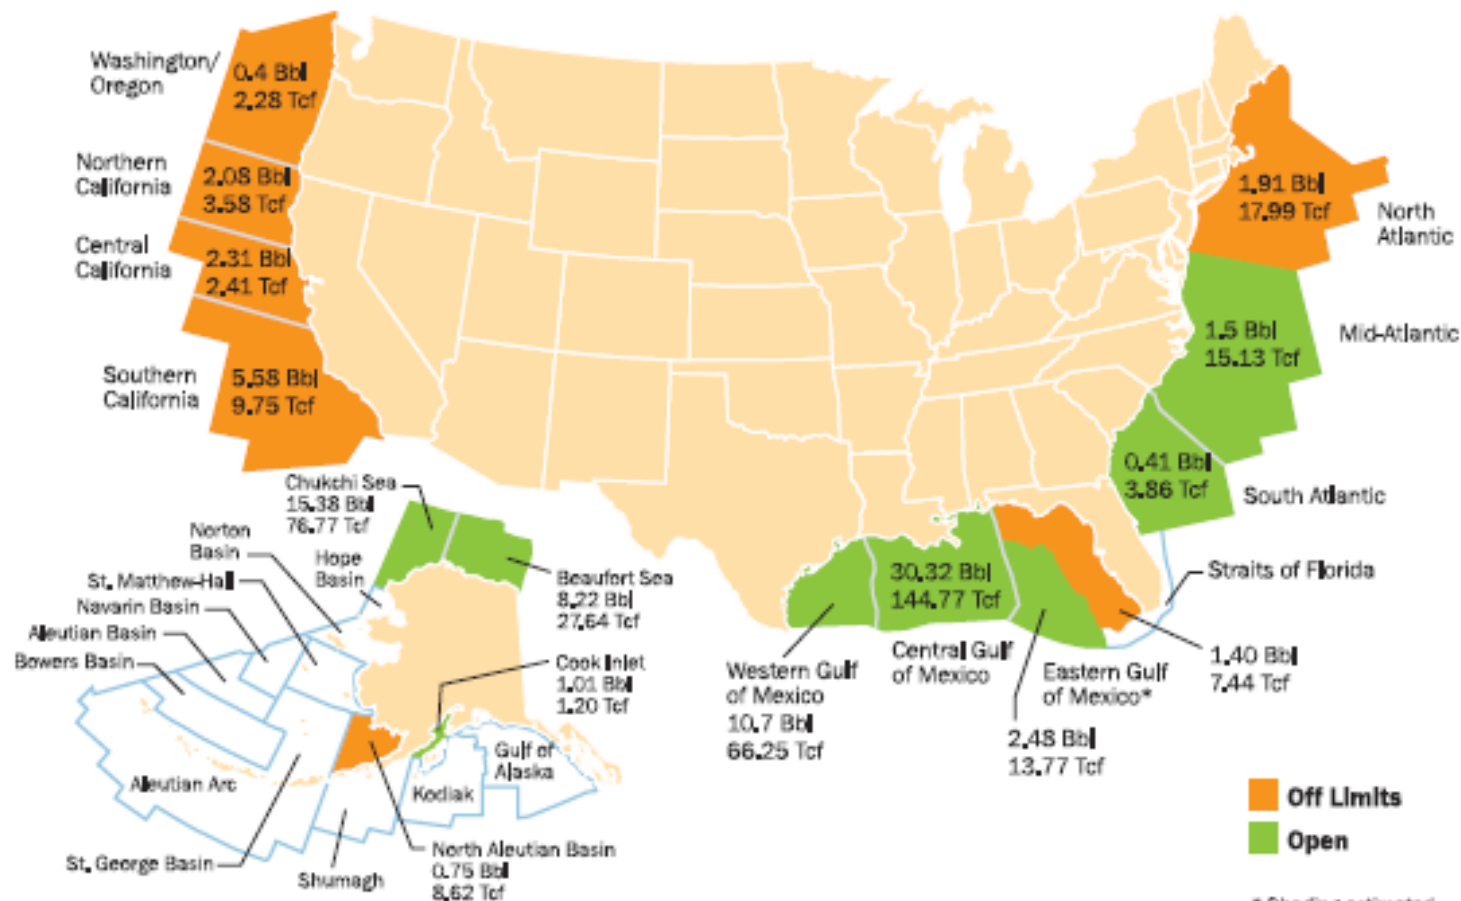 Washington/
Oregon
0.4 Bbl
2.28 Tcf
Northern
California
2.08 Bbl
3.58 Tcf
Central
California
2.31 Bbl
2.41 Tcf
Southern
California
5.58 Bbl
9.75 Tcf
1.91 Bbl
17.99 Tcf
North
Atlantic
1.5 Bbl
15.13 Tcf
Mid-Atlantic
0.41 Bbl
3.86 Tcf
South Atlantic
Straits of Florida
Chukchi Sea
15.38 Bbl
76.77 Tcf
Norton
Basin
Hope
Basin
St. Matthew-Hall
Navarin Basin
Aleutian Basin
Bowers Basin
Beaufort Sea
8.22 Bbl
27.64 Tcf
Cook Inlet
1.01 Bbl
1.20 Tcf
Gulf of
Alaska
Kodiak
Aleutian Arc
St. George Basin
Shumagh
North Aleutian Basin
0.75 Bbl
8.62 Tcf
30.32 Bbl
144.77 Tcf
Western Gulf
of Mexico
10.7 Bbl
66.25 Tcf
Central Gulf
of Mexico
Eastern Gulf
of Mexico*
2.48 Bbl
13.77 Tcf
1.40 Bbl
7.44 Tcf
Off Limits
Open